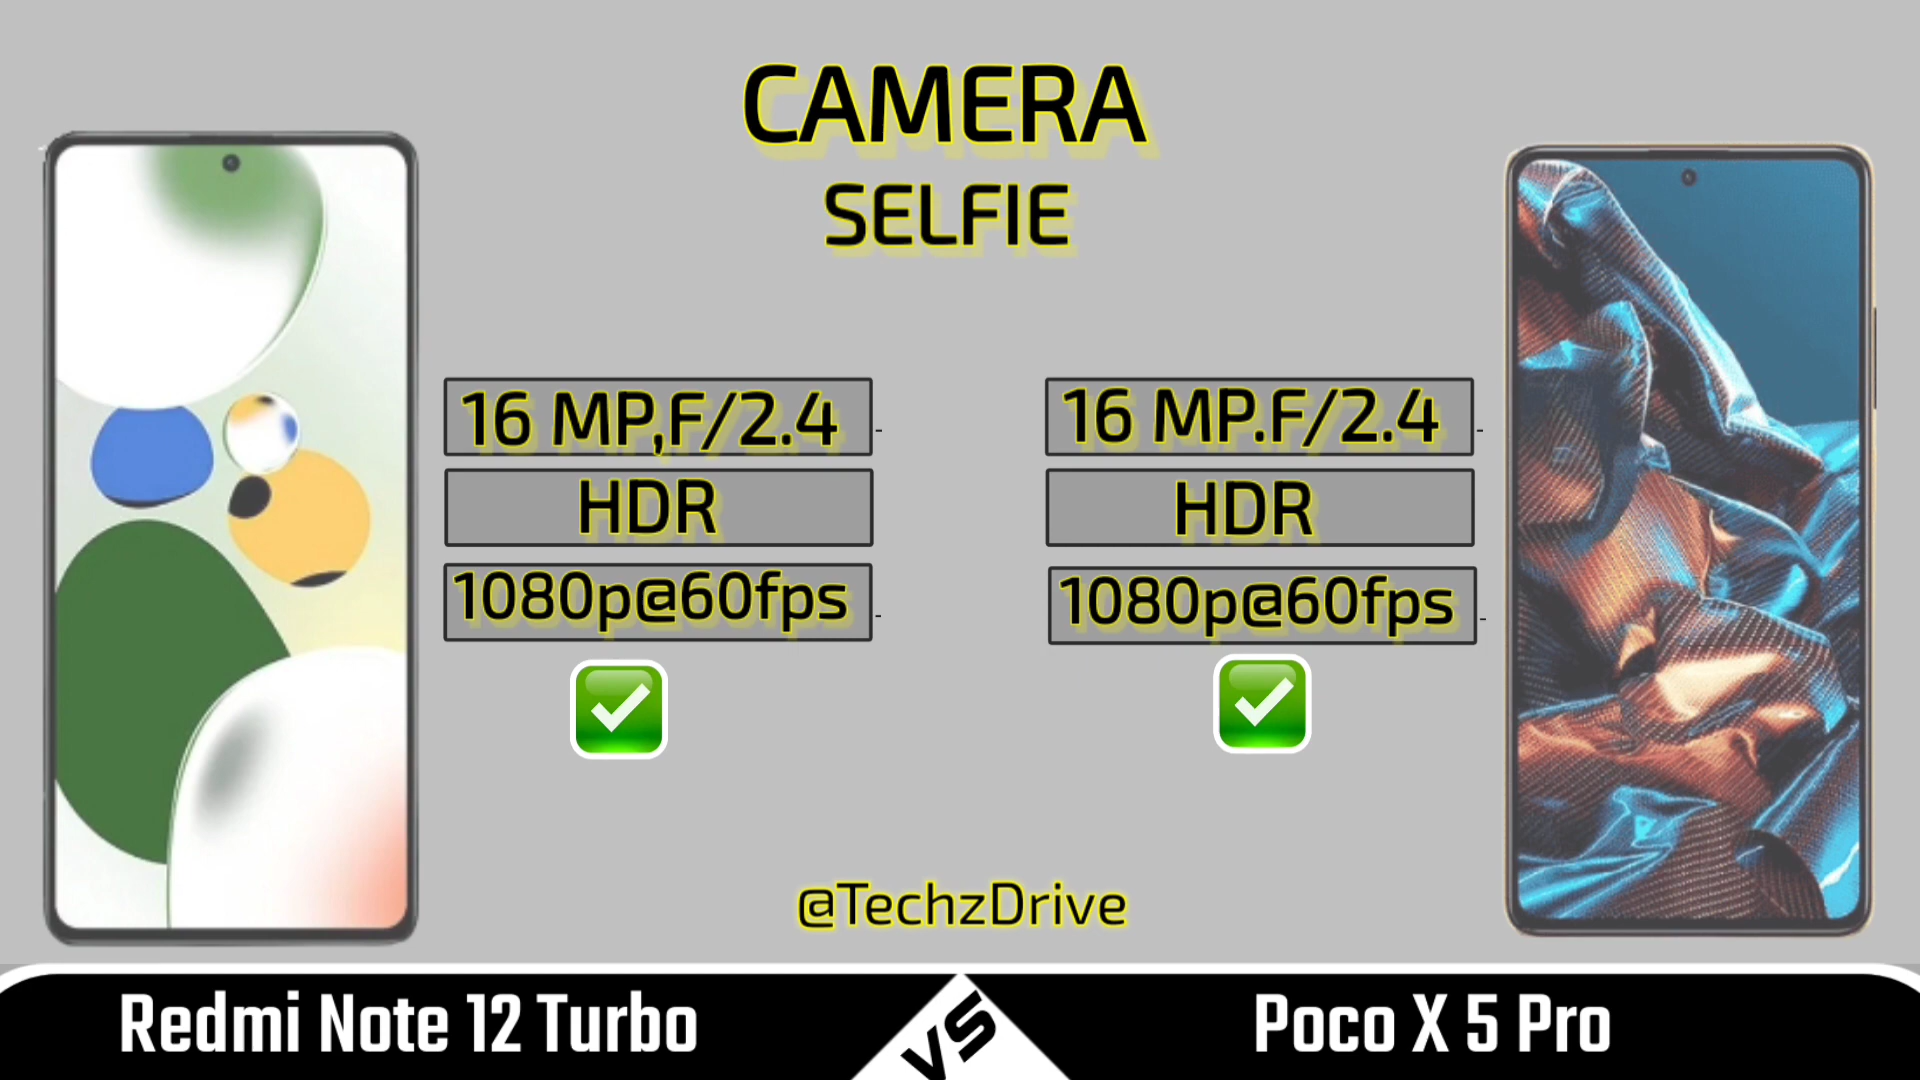 CAMERA
SELFIE
16 MP,F/2.4
HDR
1080p@60fps
16 MP.F/2.4
HDR
1080p@60fps
@TechzDrive
Redmi Note 12 Turbo
VS
Poco X 5 Pro